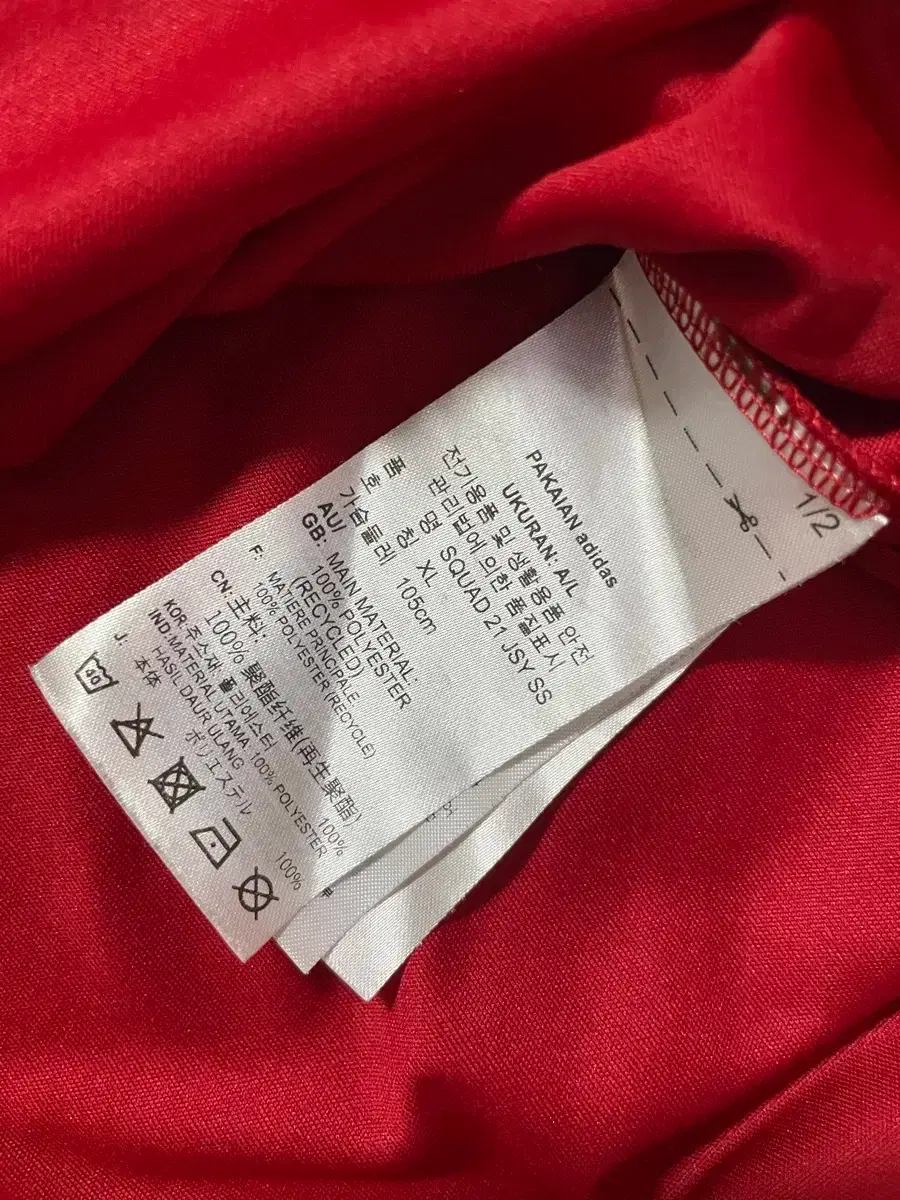 1/2
PAKAIAN adidas
UKURAN: A/L
전기용품 및 생활용품 안전
관리법에 의한 품질표시
품 명 칭 SQUAD 21 JSY SS
호 XL
가슴둘레 105cm
AU/ MAIN MATERIAL:
GB: 100% POLYESTER
(RECYCLED)
F: MATIERE PRINCIPALE
100% POLYESTER (RECYCLE)
CN: 主料:
100% 聚酯纤维(再生聚酯)
KOR:주소재 폴리에스터 100%
IND:MATERIAL UTAMA 100% POLYESTER
HASIL DAUR ULANG
J: 本体 ポリエステル 100%
40